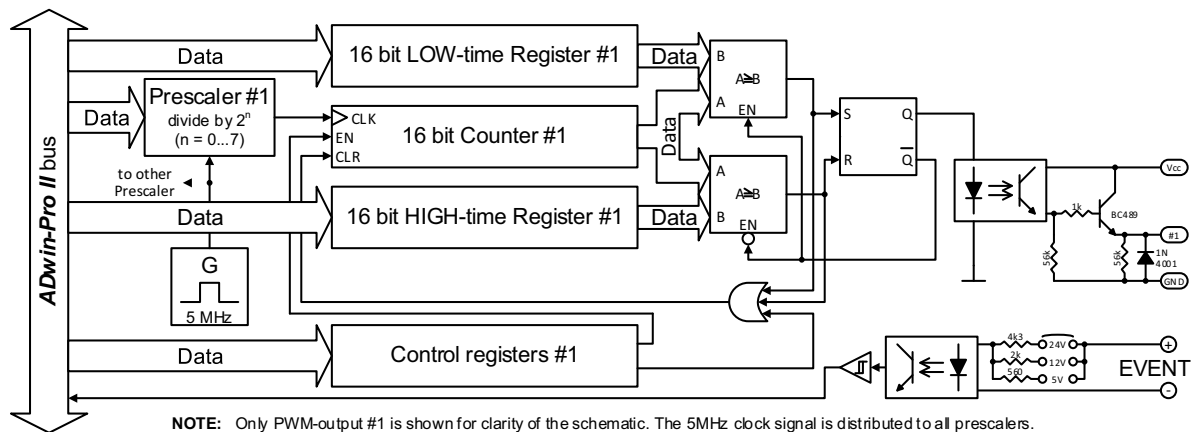 ADwin-Pro II bus
Data
16 bit LOW-time Register #1
Data
B
A≥B
A
EN
Prescaler #1
divide by 2ⁿ
(n = 0...7)
Data
CLK
EN
CLR
16 bit Counter #1
Data
S
Q
R
Q
to other
Prescaler
A
A≥B
B
EN
Data
16 bit HIGH-time Register #1
Data
Vcc
1k
BC489
#1
56k
56k
1N
4001
GND
G
5 MHz
Data
Control registers #1
4k3
24V
2k
12V
560
5V
+
EVENT
-
NOTE: Only PWM-output #1 is shown for clarity of the schematic. The 5MHz clock signal is distributed to all prescalers.